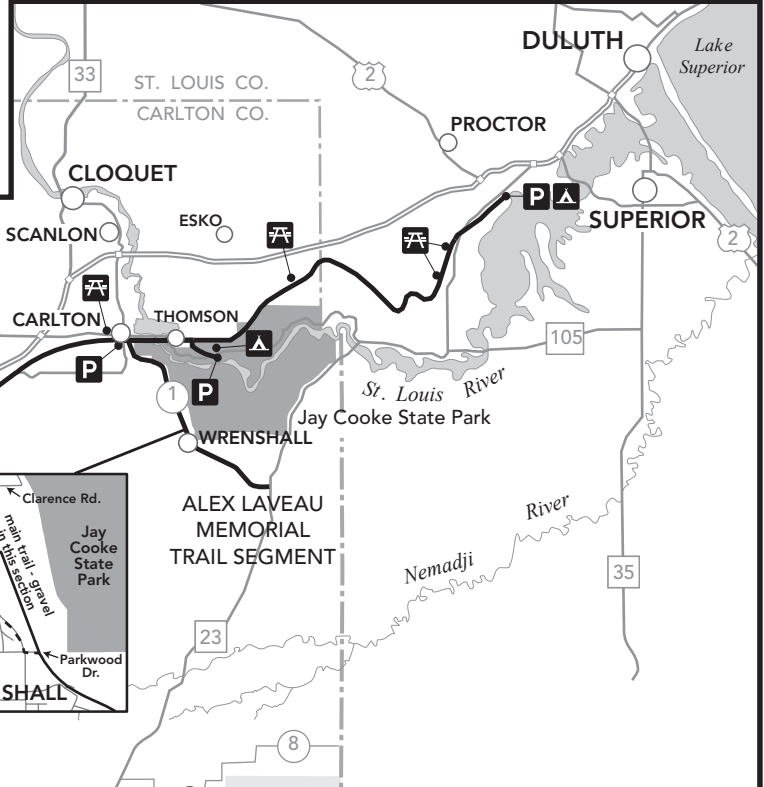 DULUTH
Lake
Superior
33
2
ST. LOUIS CO.
CARLTON CO.
PROCTOR
CLOQUET
P
SCANLON
ESKO
SUPERIOR
2
CARLTON
THOMSON
105
P
P
1
St. Louis River
Jay Cooke State Park
WRENSHALL
ALEX LAVEAU
MEMORIAL
TRAIL SEGMENT
Clarence Rd.
main trail - gravel
in this section
Jay
Cooke
State
Park
Nemadji River
35
23
Parkwood
Dr.
SHALL
8